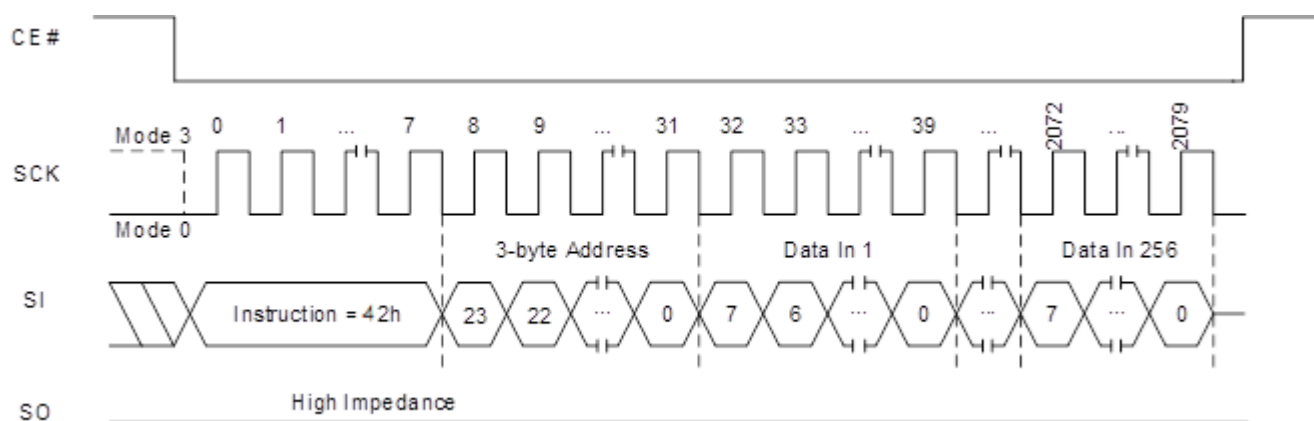 CE#
Mode 3 0 1 ... 7 8 9 ... 31 32 33 ... 39 ... 2072 ... 2079
SCK
Mode 0
3-byte Address Data In 1 Data In 256
SI Instruction = 42h 23 22 ... 0 7 6 ... 0 ... 7 ... 0
High Impedance
SO